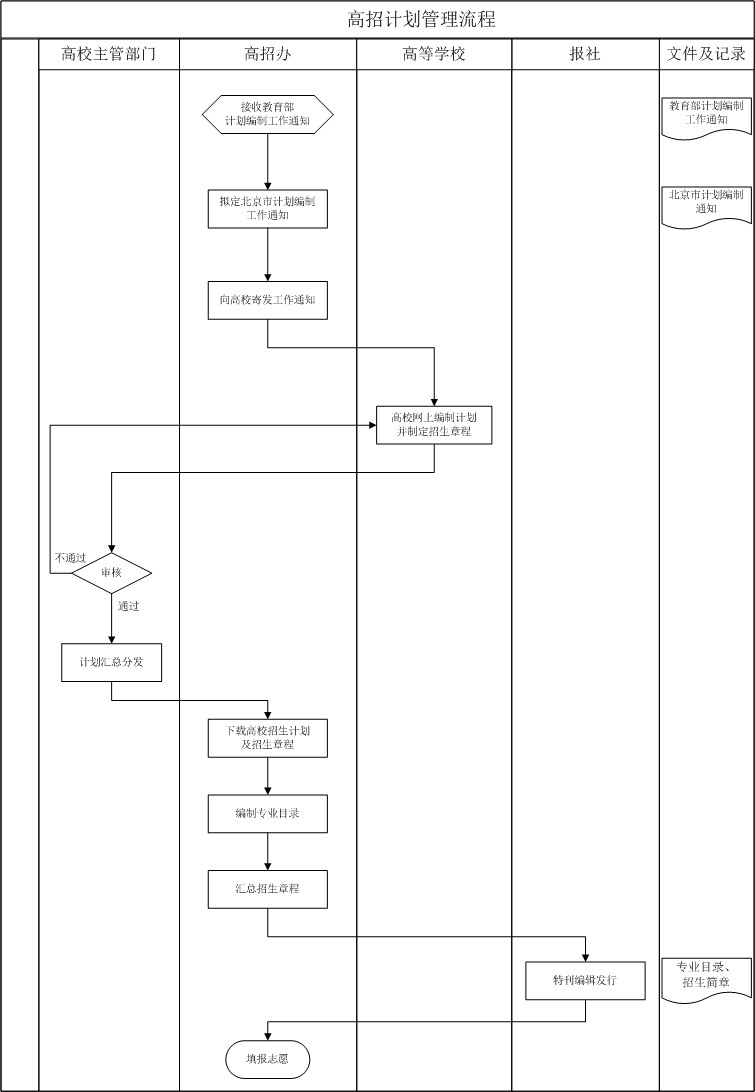 高招计划管理流程
高校主管部门
高招办
高等学校
报社
文件及记录
接收教育部
计划编制工作通知
教育部计划编制
工作通知
拟定北京市计划编制
工作通知
北京市计划编制
通知
向高校寄发工作通知
高校网上编制计划
并制定招生章程
不通过
审核
通过
计划汇总分发
下载高校招生计划
及招生章程
编制专业目录
汇总招生章程
特刊编辑发行
专业目录、
招生简章
填报志愿